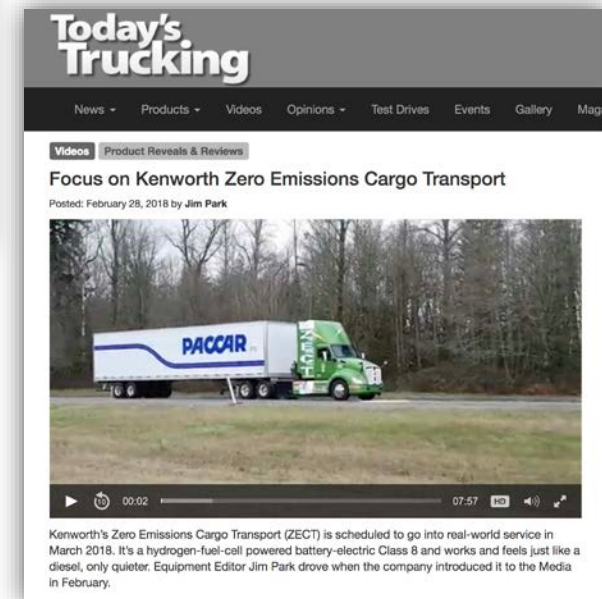 Today's
Trucking
News Products Videos Opinions Test Drives Events Gallery Mag
Videos Product Reveals & Reviews
Focus on Kenworth Zero Emissions Cargo Transport
Posted: February 28, 2018 by Jim Park
PACCAR
ZECT
10 00:02 07:57 HD
Kenworth's Zero Emissions Cargo Transport (ZECT) is scheduled to go into real-world service in
March 2018. It's a hydrogen-fuel-cell powered battery-electric Class 8 and works and feels just like a
diesel, only quieter. Equipment Editor Jim Park drove when the company introduced it to the Media
in February.